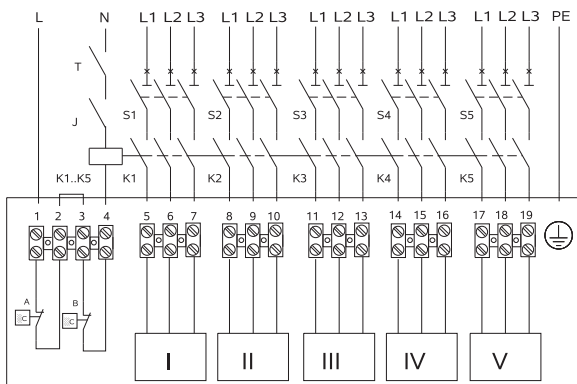 L N L1 L2 L3 L1 L2 L3 L1 L2 L3 L1 L2 L3 L1 L2 L3 PE
T
S1 S2 S3 S4 S5
J
K1..K5 K1 K2 K3 K4 K5
1 2 3 4 5 6 7 8 9 10 11 12 13 14 15 16 17 18 19
A B
C C
I II III IV V